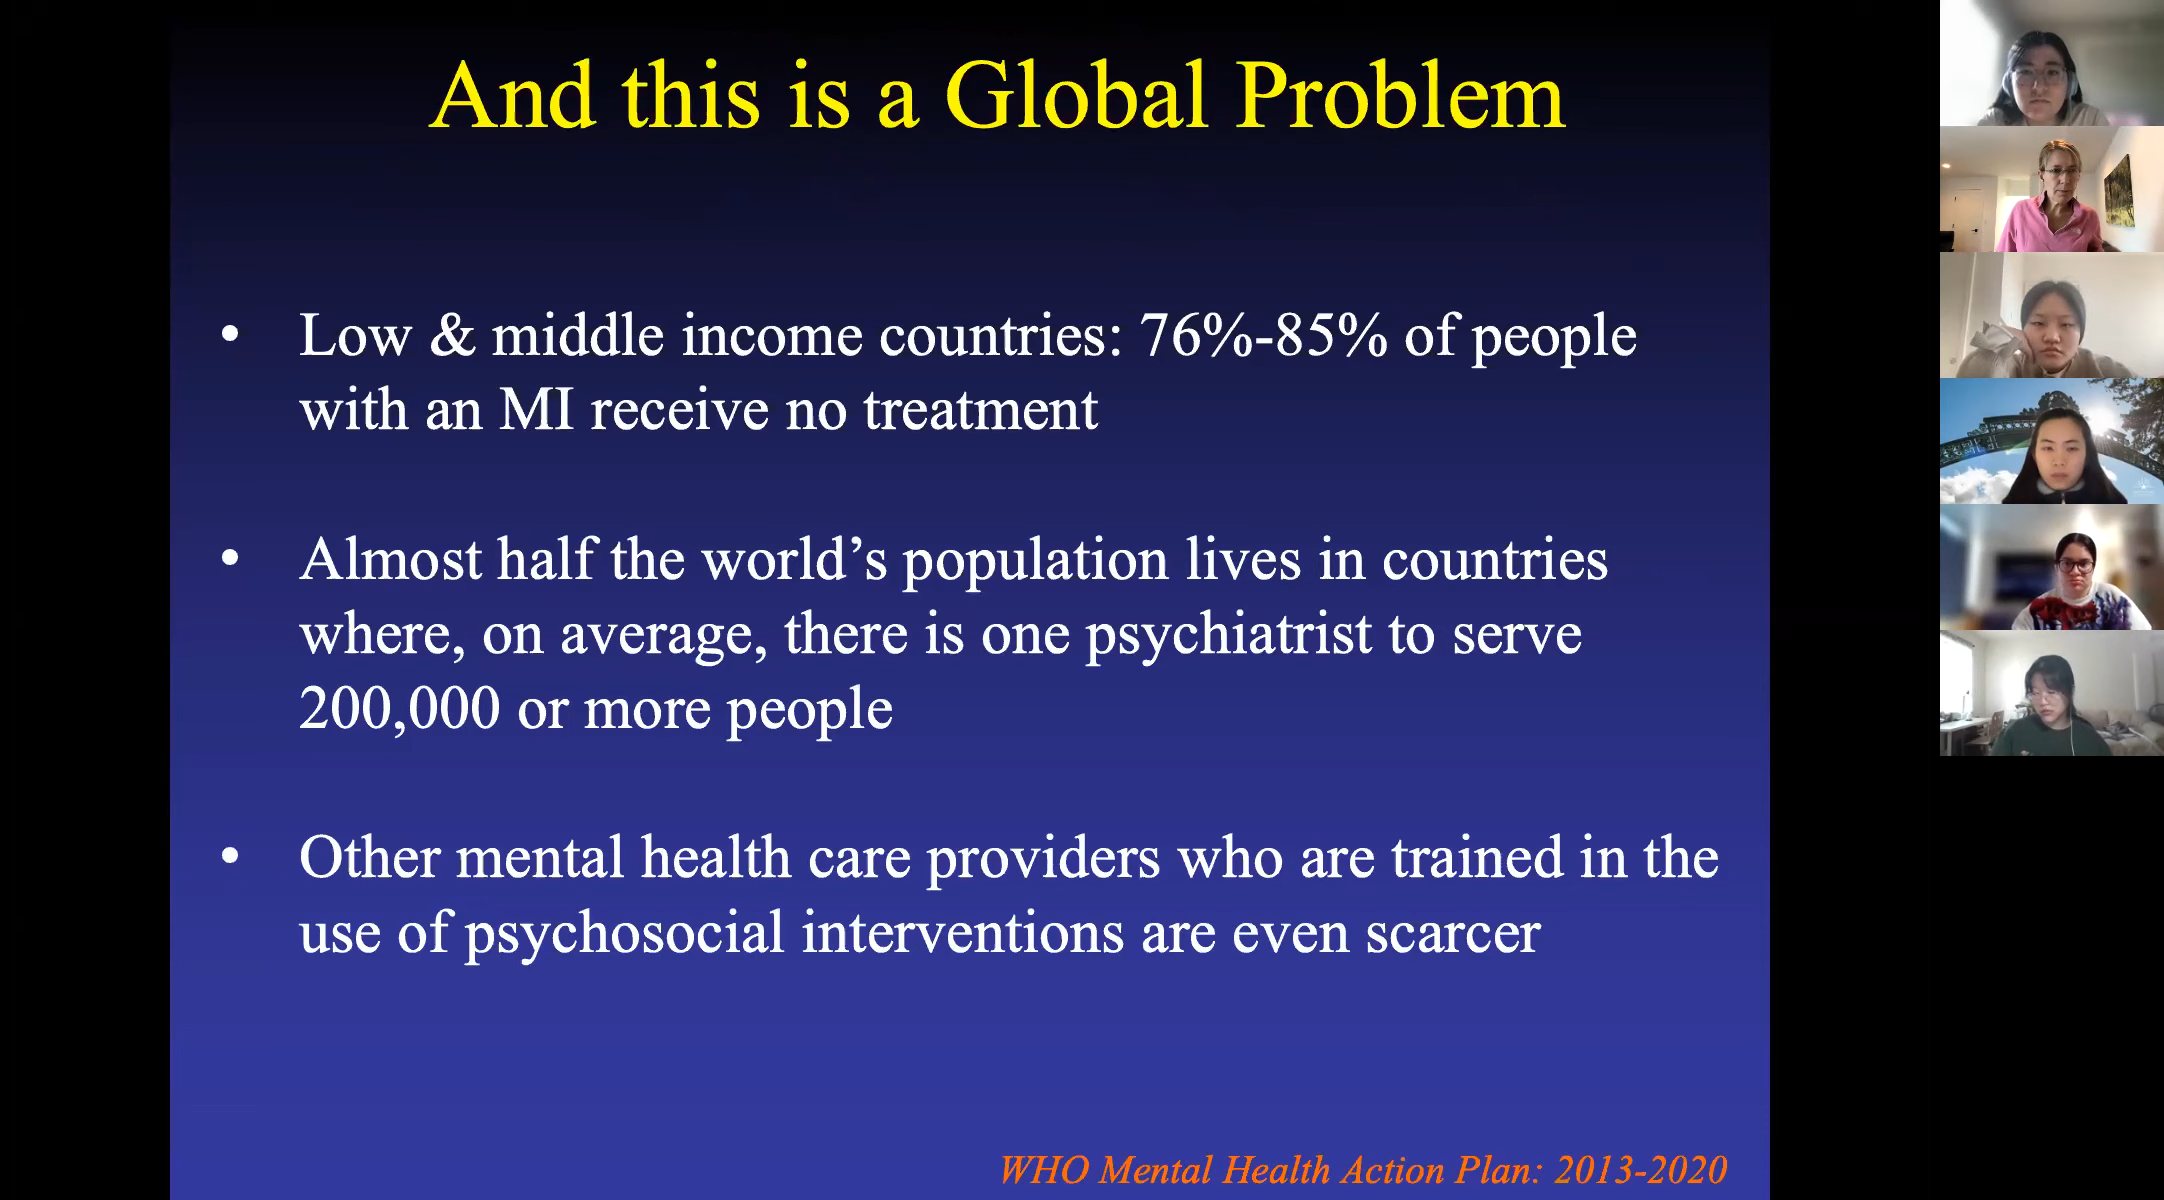 And this is a Global Problem
• Low & middle income countries: 76%-85% of people
with an MI receive no treatment
• Almost half the world’s population lives in countries
where, on average, there is one psychiatrist to serve
200,000 or more people
• Other mental health care providers who are trained in the
use of psychosocial interventions are even scarcer
WHO Mental Health Action Plan: 2013-2020